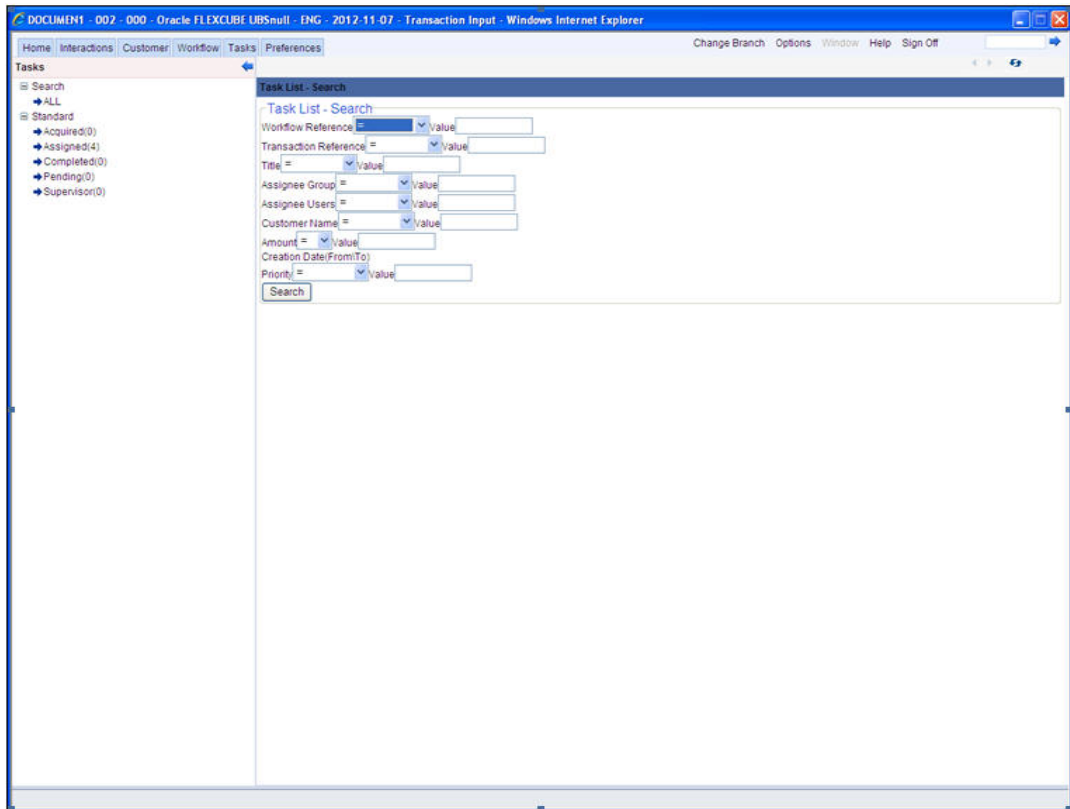 DOCUMENT1 - 002 - 000 - Oracle FLEXCUBE UBSnull - ENG - 2012-11-07 - Transaction Input - Windows Internet Explorer
Home Interactions Customer Workflow Tasks Preferences Change Branch Options Window Help Sign Off
Tasks
Search
ALL
Standard
Acquired(0)
Assigned(4)
Completed(0)
Pending(0)
Supervisor(0)
Task List - Search
Task List - Search
Workflow Reference = Value
Transaction Reference = Value
Title = Value
Assignee Group = Value
Assignee Users = Value
Customer Name = Value
Amount = Value
Creation Date(From\To)
Priority = Value
Search